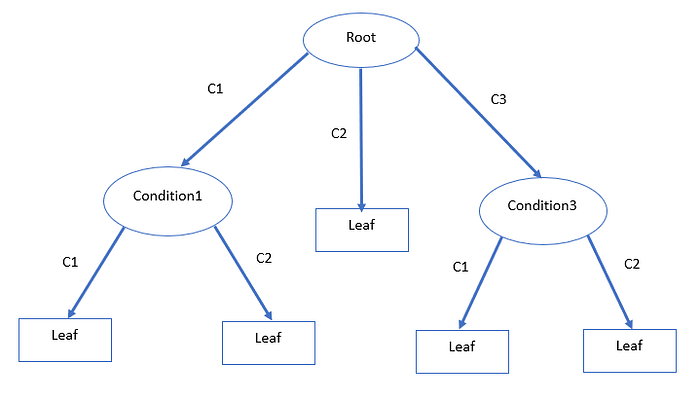 Root
C1
C2
C3
Condition1
Leaf
Condition3
C1
C2
C1
C2
Leaf
Leaf
Leaf
Leaf